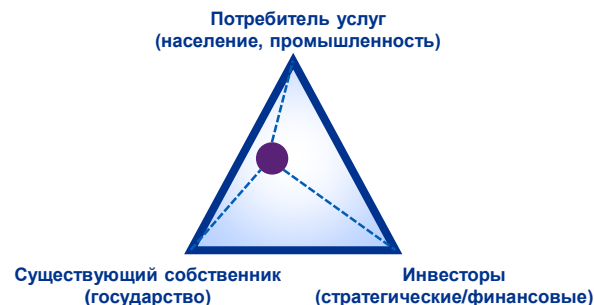 Потребитель услуг
(население, промышленность)
Существующий собственник
(государство)
Инвесторы
(стратегические/финансовые)